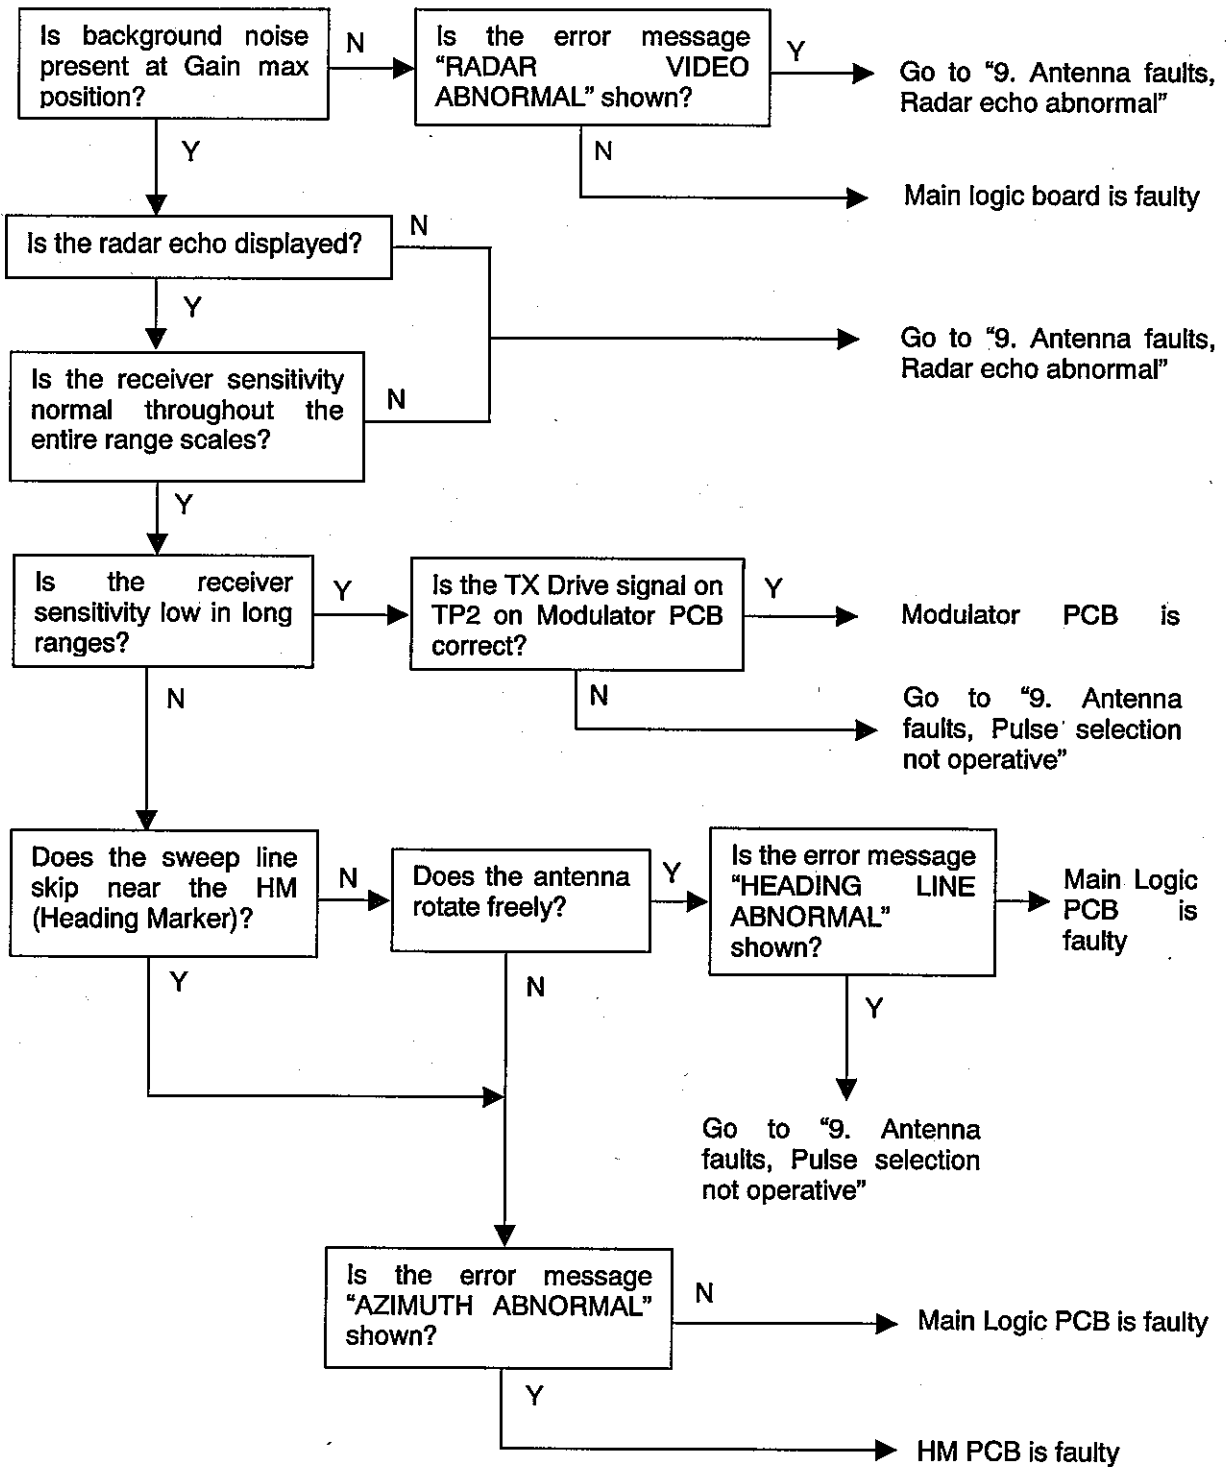 Is background noise
present at Gain max
position?
N
Is the error message
“RADAR VIDEO
ABNORMAL” shown?
Y
Go to “9. Antenna faults,
Radar echo abnormal”
Y
N
Main logic board is faulty
Is the radar echo displayed?
N
Y
Go to “9. Antenna faults,
Radar echo abnormal”
Is the receiver sensitivity
normal throughout the
entire range scales?
N
Y
Is the receiver
sensitivity low in long
ranges?
Y
Is the TX Drive signal on
TP2 on Modulator PCB
correct?
Y
Modulator PCB is
N
N
Go to “9. Antenna
faults, Pulse selection
not operative”
Does the sweep line
skip near the HM
(Heading Marker)?
N
Does the antenna
rotate freely?
Y
Is the error message
“HEADING LINE
ABNORMAL”
shown?
Main Logic
PCB is
faulty
Y
N
Y
Go to “9. Antenna
faults, Pulse selection
not operative”
Is the error message
“AZIMUTH ABNORMAL”
shown?
N
Main Logic PCB is faulty
Y
HM PCB is faulty